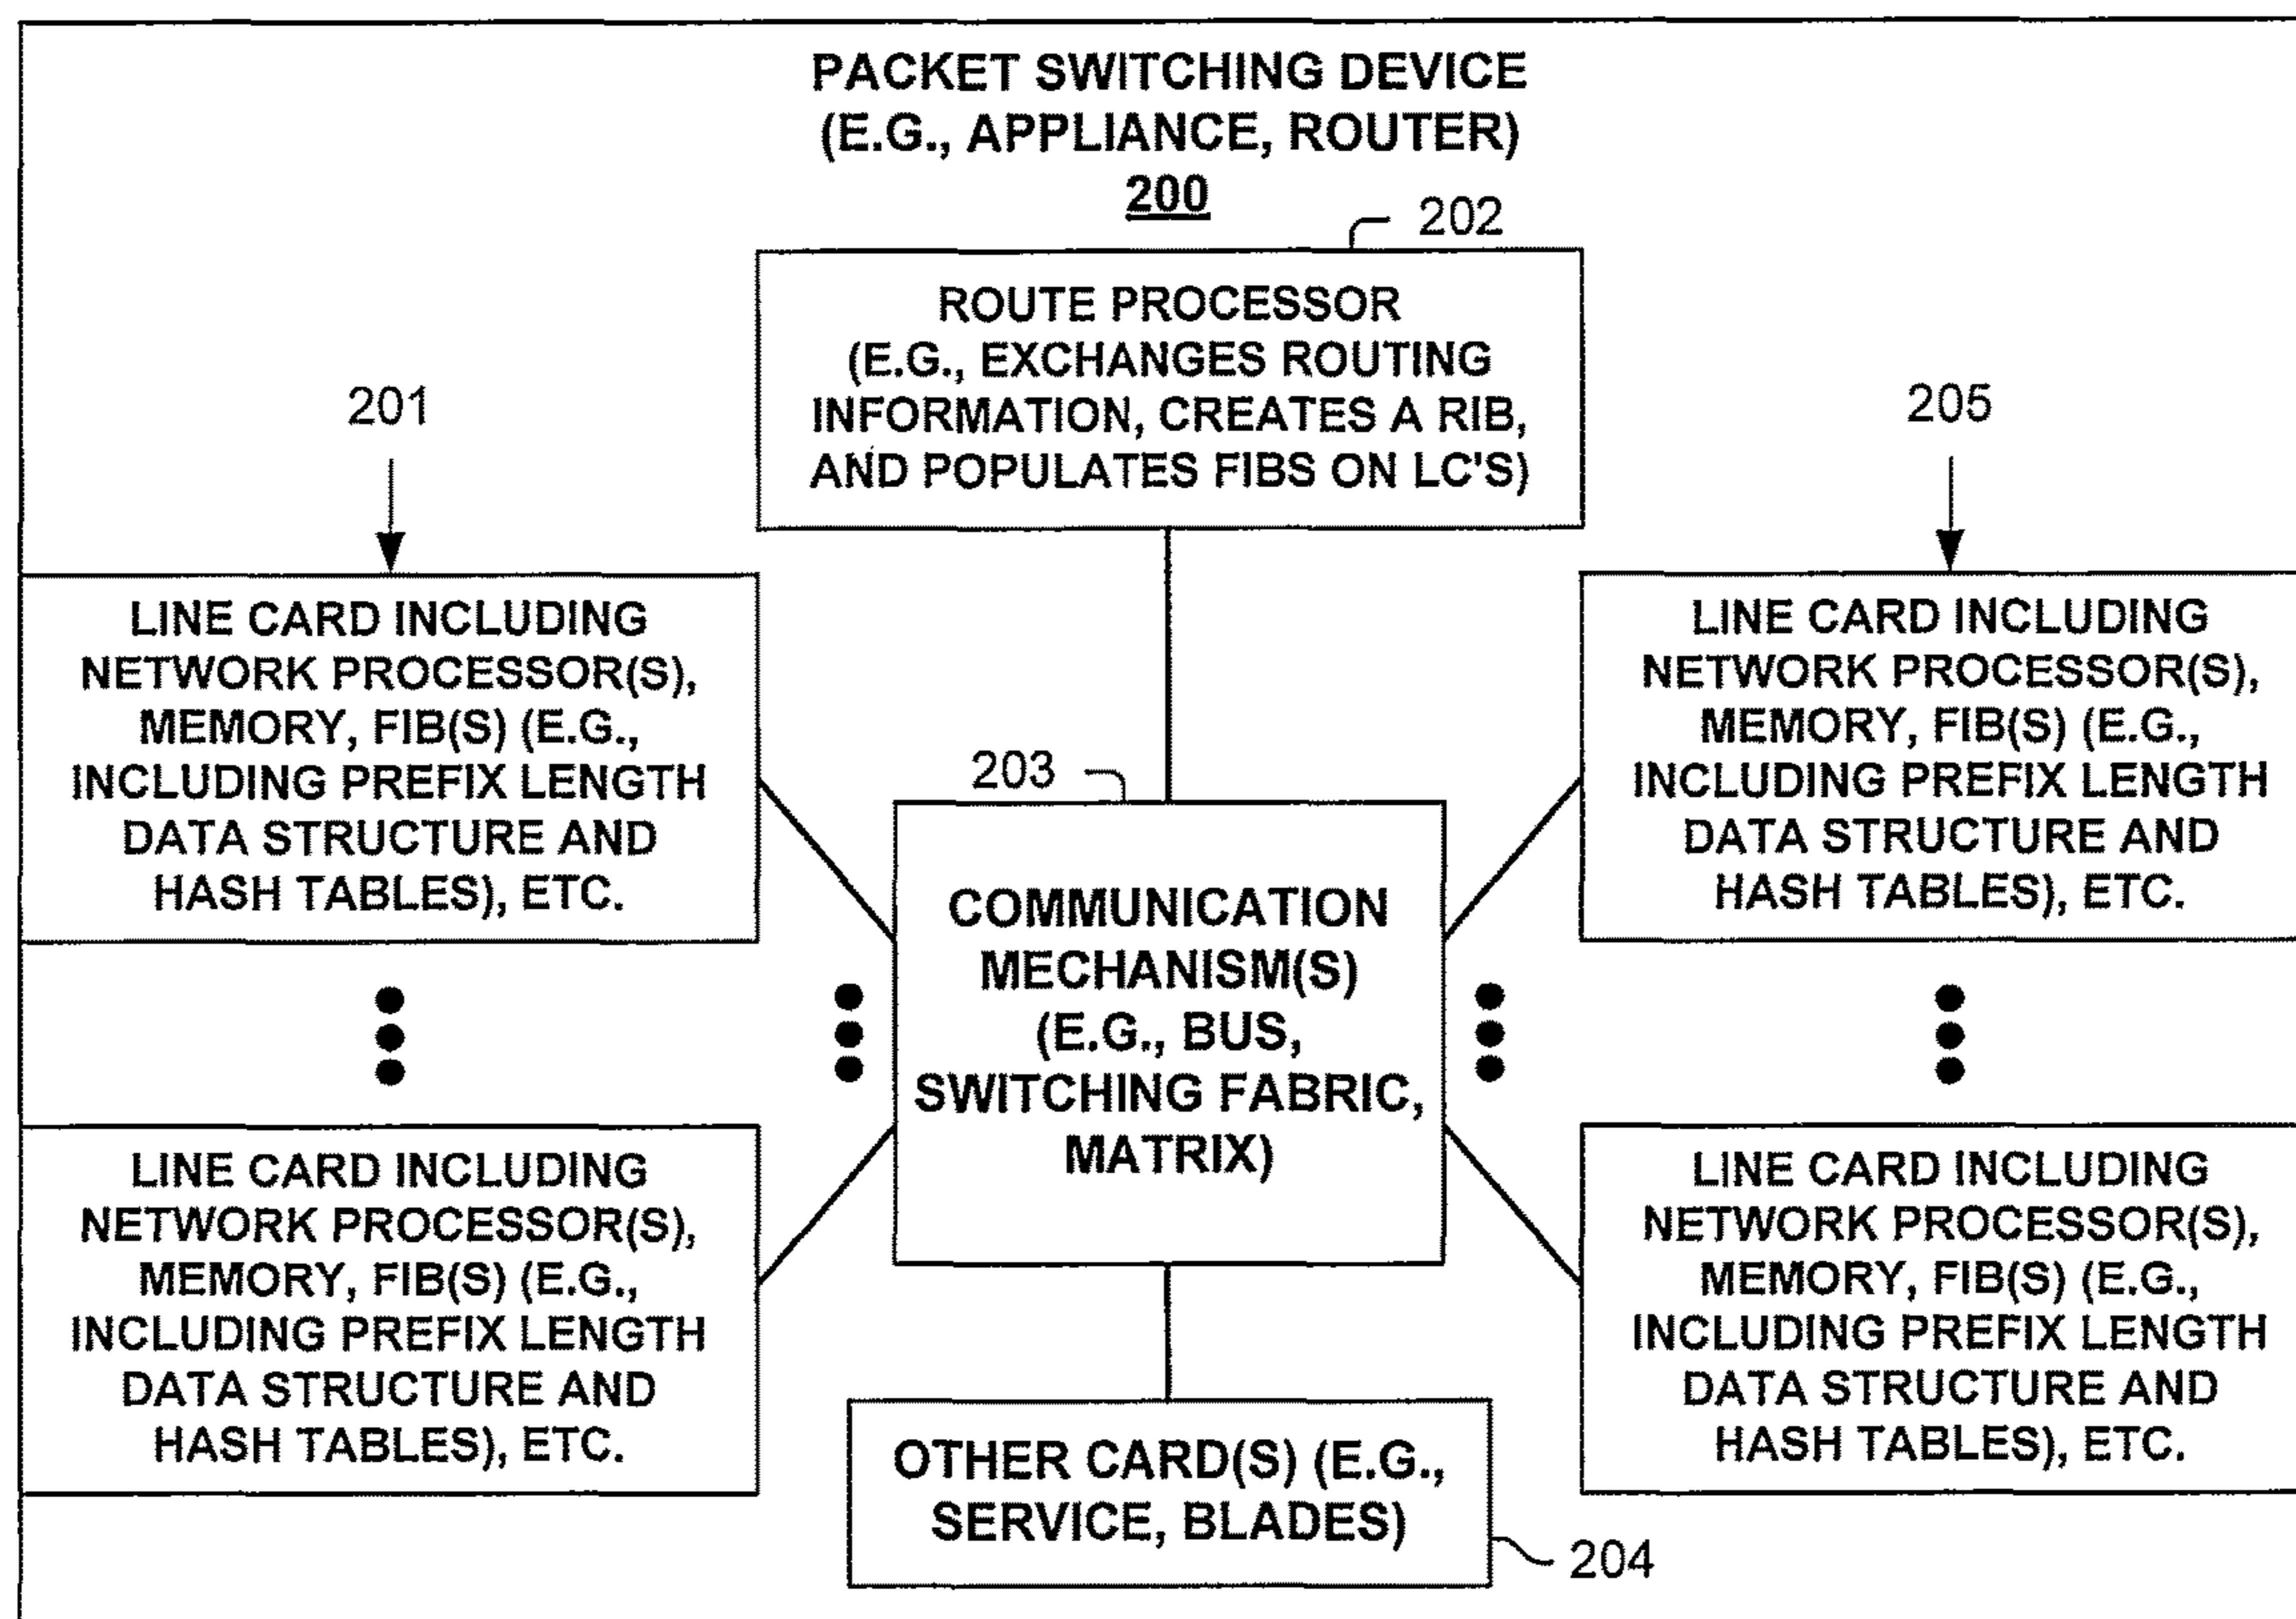 PACKET SWITCHING DEVICE
(E.G., APPLIANCE, ROUTER)
200
202
ROUTE PROCESSOR
(E.G., EXCHANGES ROUTING
INFORMATION, CREATES A RIB,
AND POPULATES FIBS ON LC'S)
201
LINE CARD INCLUDING
NETWORK PROCESSOR(S),
MEMORY, FIB(S) (E.G.,
INCLUDING PREFIX LENGTH
DATA STRUCTURE AND
HASH TABLES), ETC.
LINE CARD INCLUDING
NETWORK PROCESSOR(S),
MEMORY, FIB(S) (E.G.,
INCLUDING PREFIX LENGTH
DATA STRUCTURE AND
HASH TABLES), ETC.
203
COMMUNICATION
MECHANISM(S)
(E.G., BUS,
SWITCHING FABRIC,
MATRIX)
OTHER CARD(S) (E.G.,
SERVICE, BLADES)
204
205
LINE CARD INCLUDING
NETWORK PROCESSOR(S),
MEMORY, FIB(S) (E.G.,
INCLUDING PREFIX LENGTH
DATA STRUCTURE AND
HASH TABLES), ETC.
LINE CARD INCLUDING
NETWORK PROCESSOR(S),
MEMORY, FIB(S) (E.G.,
INCLUDING PREFIX LENGTH
DATA STRUCTURE AND
HASH TABLES), ETC.